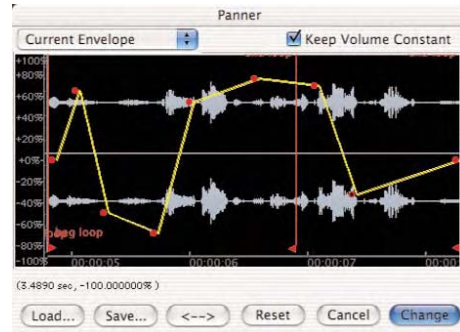 Panner
Current Envelope
Keep Volume Constant
+100%
+80%
+60%
+40%
+20%
+0%
-20%
-40%
-60%
-80%
-100%
beg loop
00:00:05
00:00:06
00:00:07
00:00:
(3.4890 sec, -100.000000%)
Load... Save... <--> Reset Cancel Change